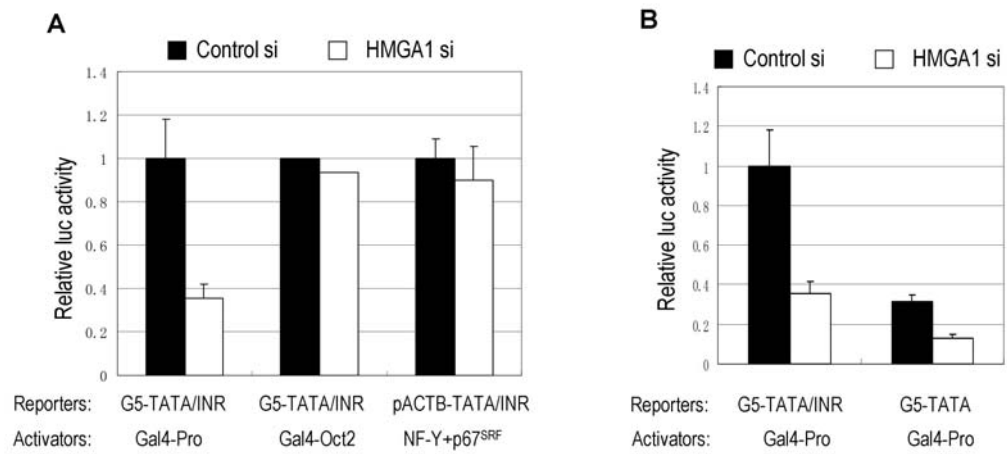 A
Control si HMGA1 si
1.4
1.2
1
0.8
0.6
0.4
0.2
0
Relative luc activity
Reporters: G5-TATA/INR G5-TATA/INR pACTB-TATA/INR
Activators: Gal4-Pro Gal4-Oct2 NF-Y+p67SRF
B
Control si HMGA1 si
1.4
1.2
1
0.8
0.6
0.4
0.2
0
Relative luc activity
Reporters: G5-TATA/INR G5-TATA
Activators: Gal4-Pro Gal4-Pro